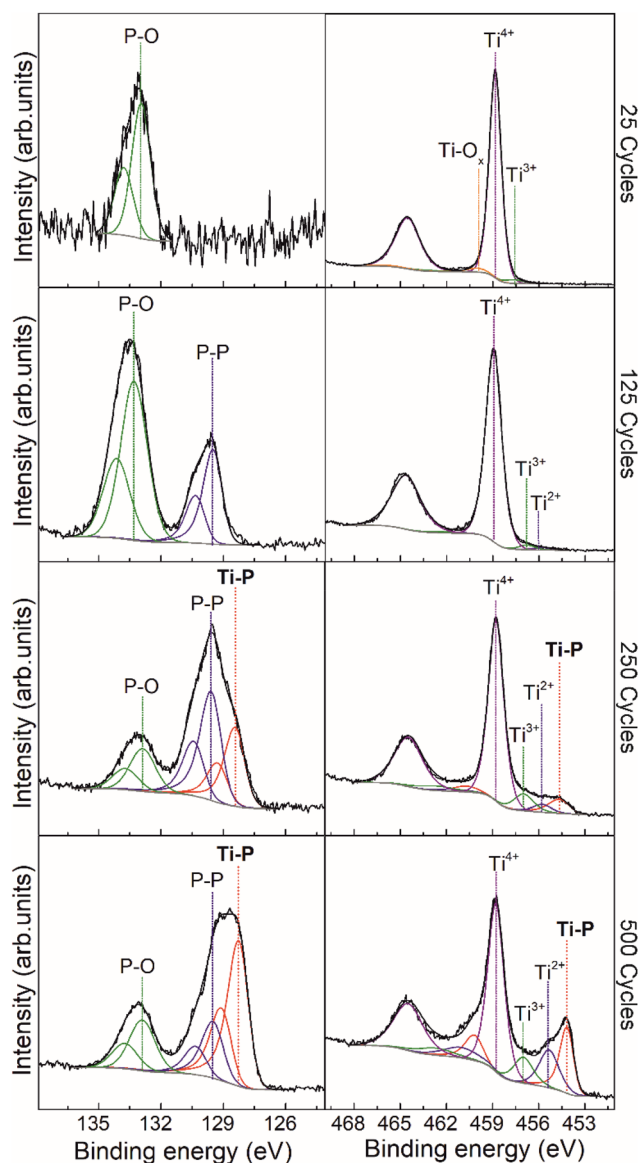 P-O
Intensity (arb.units)
Ti4+
Ti-Ox
Ti3+
25 Cycles
P-O
P-P
Intensity (arb.units)
Ti4+
Ti3+
Ti2+
125 Cycles
Ti-P
P-P
P-O
Intensity (arb.units)
Ti4+
Ti-P
Ti2+
Ti3+
250 Cycles
Ti-P
P-P
P-O
Intensity (arb.units)
Ti4+
Ti-P
Ti2+
Ti3+
500 Cycles
135 132 129 126
468 465 462 459 456 453
Binding energy (eV)
Binding energy (eV)